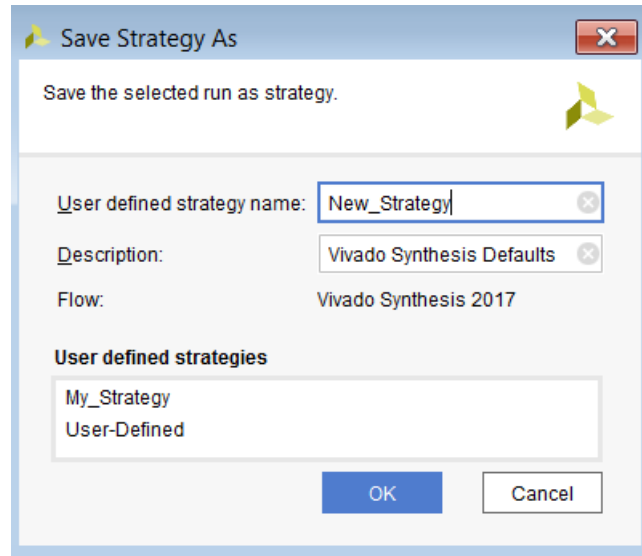 Save Strategy As
Save the selected run as strategy.
User defined strategy name: New_Strategy
Description: Vivado Synthesis Defaults
Flow: Vivado Synthesis 2017
User defined strategies
My_Strategy
User-Defined
OK Cancel